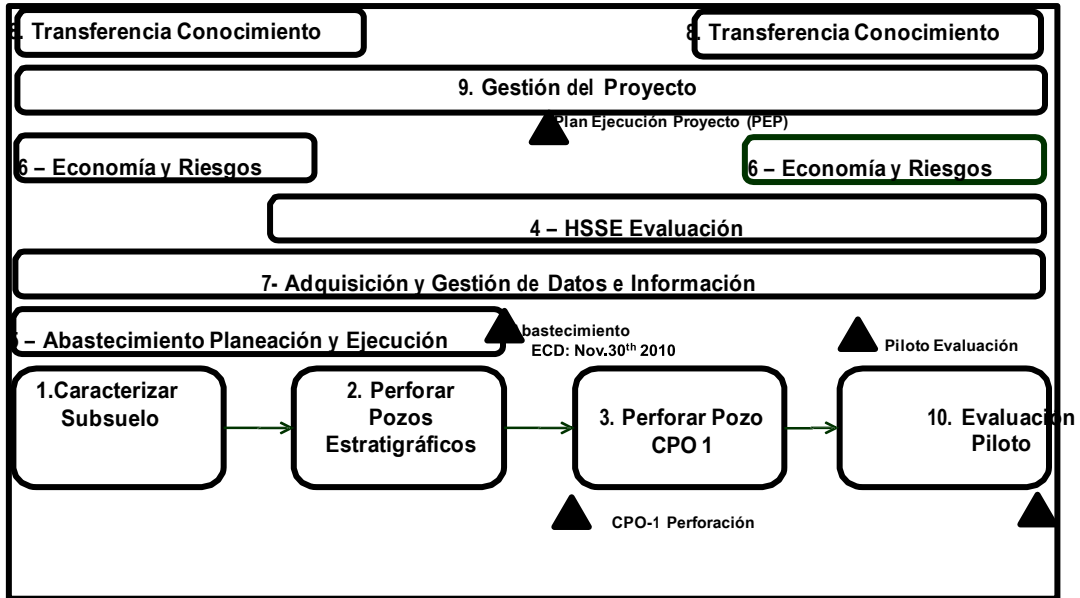 8. Transferencia Conocimiento
8. Transferencia Conocimiento
9. Gestión del Proyecto
Plan Ejecución Proyecto (PEP)
6 – Economía y Riesgos
6 – Economía y Riesgos
4 – HSSE Evaluación
7- Adquisición y Gestión de Datos e Información
5 – Abastecimiento Planeación y Ejecución
bastecimiento
ECD: Nov.30th 2010
Piloto Evaluación
1.Caracterizar
Subsuelo
2. Perforar
Pozos
Estratigráficos
3. Perforar Pozo
CPO 1
10. Evaluación
Piloto
CPO-1 Perforación